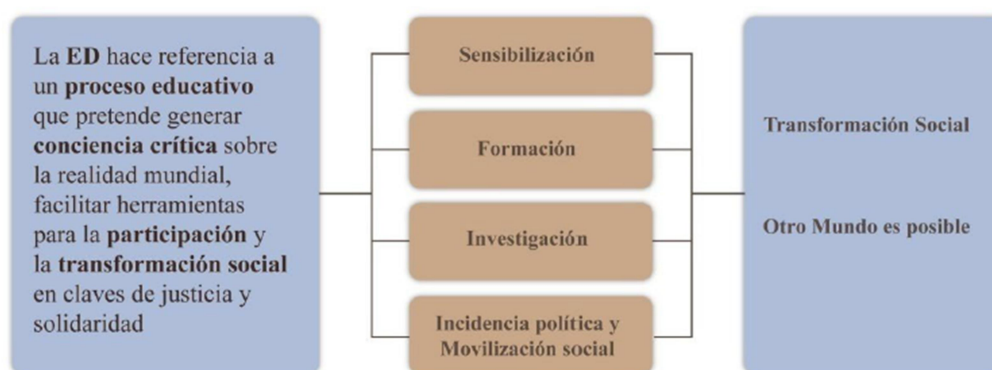 La ED hace referencia a
un proceso educativo
que pretende generar
conciencia crítica sobre
la realidad mundial,
facilitar herramientas
para la participación y
la transformación social
en claves de justicia y
solidaridad
Sensibilización
Formación
Investigación
Incidencia política y
Movilización social
Transformación Social
Otro Mundo es posible